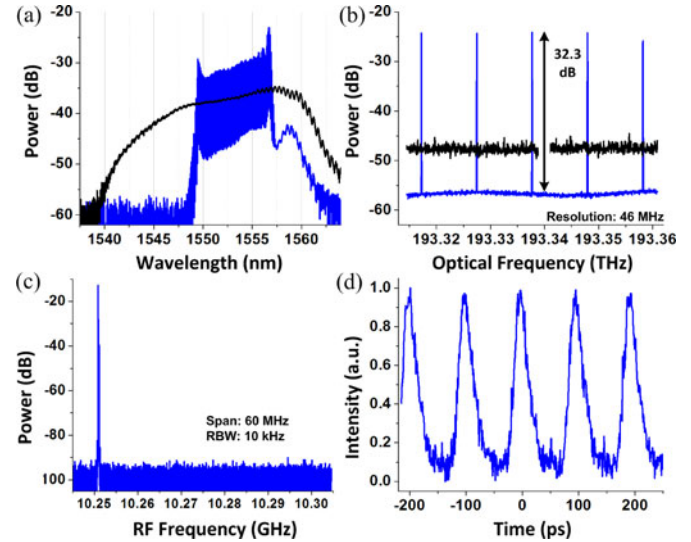 (a)
-20
-30
-40
-50
-60
Power (dB)
1540 1545 1550 1555 1560
Wavelength (nm)
(b)
-20
-30
-40
-50
-60
Power (dB)
32.3
dB
Resolution: 46 MHz
193.32 193.33 193.34 193.35 193.36
Optical Frequency (THz)
(c)
-20
-40
-60
-80
100
Power (dB)
Span: 60 MHz
RBW: 10 kHz
10.25 10.26 10.27 10.28 10.29 10.30
RF Frequency (GHz)
(d)
1.0
0.8
0.6
0.4
0.2
0.0
Intensity (a.u.)
-200 -100 0 100 200
Time (ps)